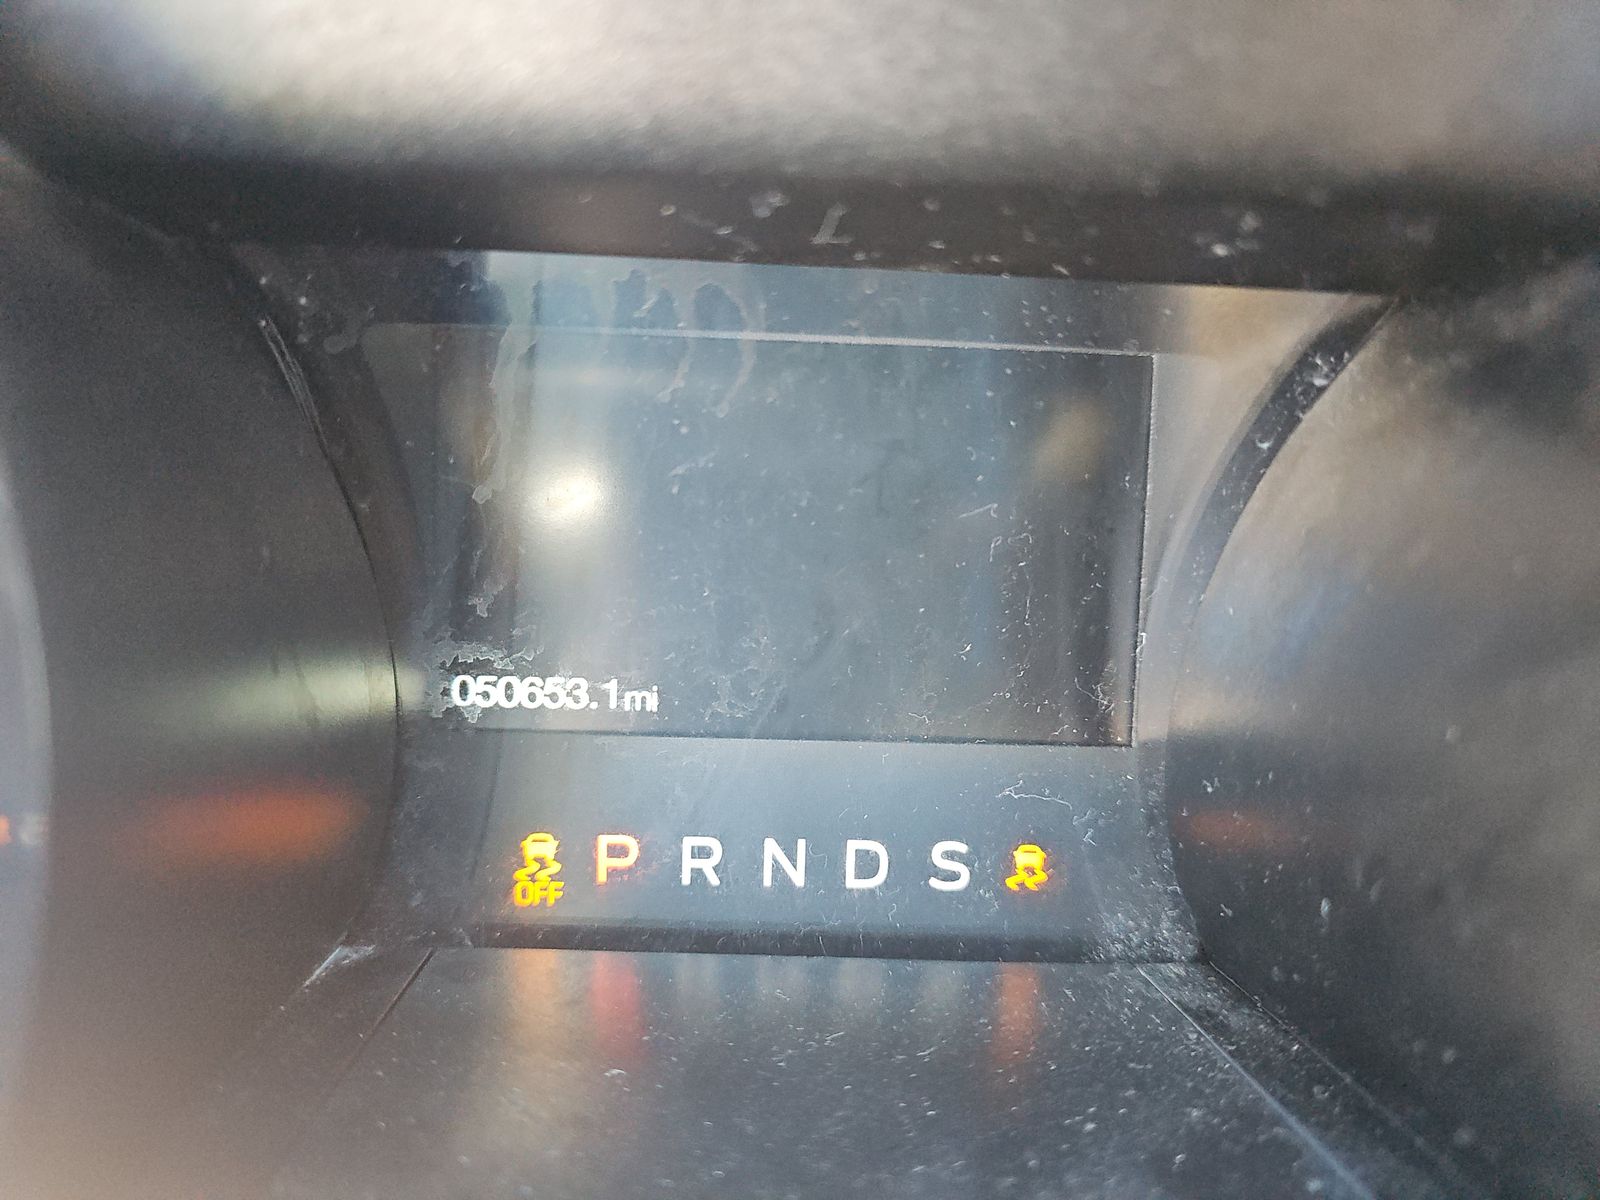 050653.1mi
OFF P R N D S